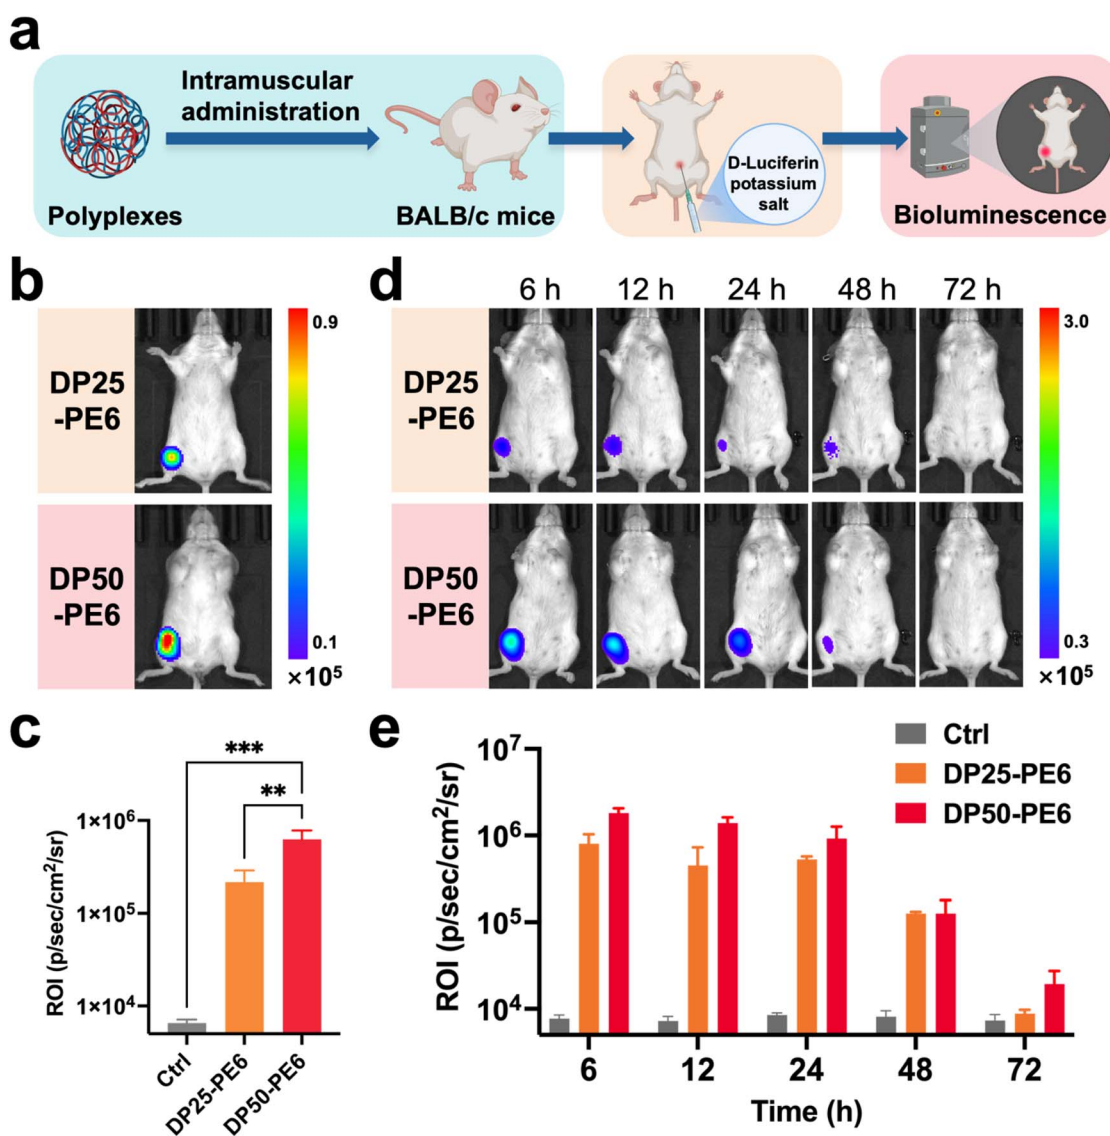 a
Intramuscular
administration
Polyplexes
BALB/c mice
D-Luciferin
potassium
salt
Bioluminescence
b
DP25
-PE6
DP50
-PE6
0.9
0.1
×10⁵
d
6 h 12 h 24 h 48 h 72 h
DP25
-PE6
DP50
-PE6
3.0
0.3
×10⁵
c
***
**
1×10⁶
1×10⁵
1×10⁴
ROI (p/sec/cm²/sr)
Ctrl
DP25-PE6
DP50-PE6
e
Ctrl
DP25-PE6
DP50-PE6
10⁷
10⁶
10⁵
10⁴
ROI (p/sec/cm²/sr)
6 12 24 48 72
Time (h)